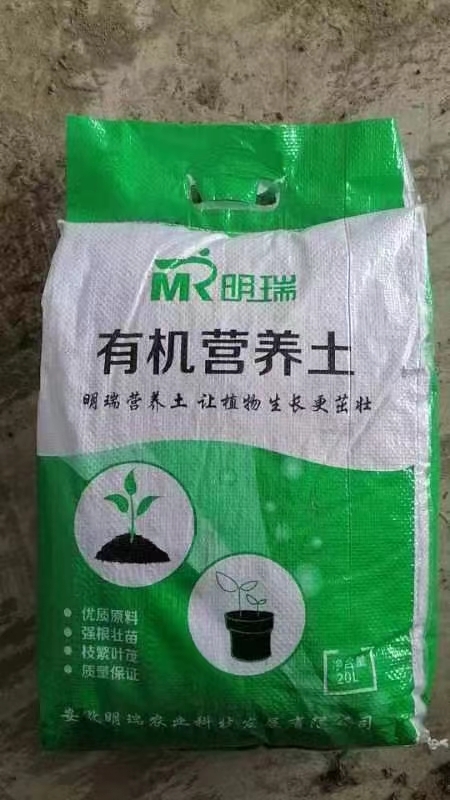 MR 明瑞
有机营养土
明瑞营养土 让植物生长更茁壮
优质原料
强根壮苗
枝繁叶茂
质量保证
净含量
20L
安徽明瑞农业科技发展有限公司